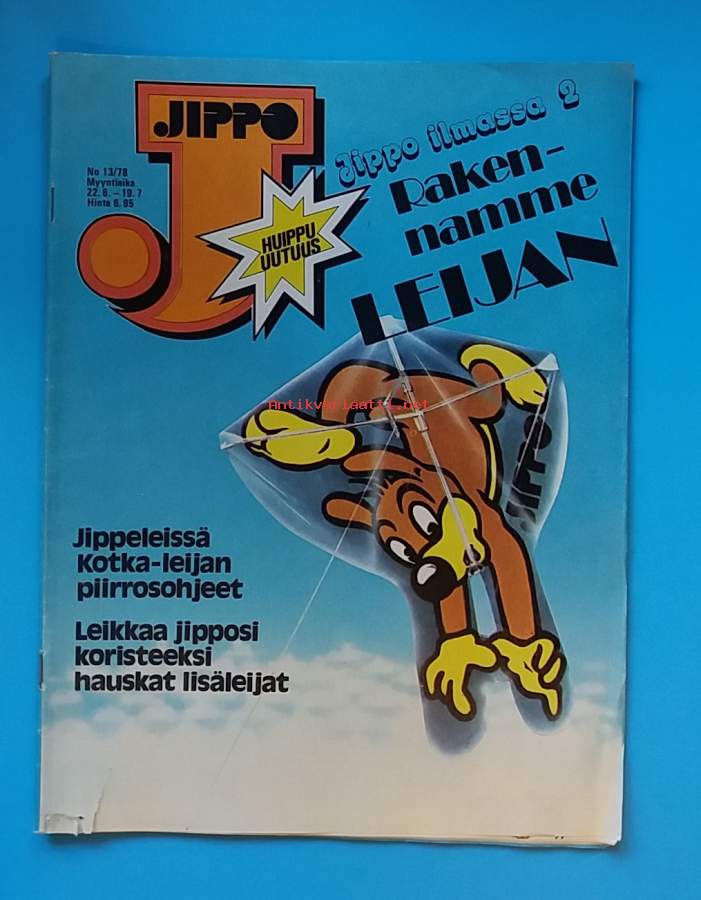 JIPPO
No 13/78
Myyntiaika
22.6. – 19.7
Hinta 6.95
HUIPPU
UUTUUS
Jippo ilmassa 2
Raken-
namme
LEIJAN
Antikvariaatti.net
JIPPO
Jippeleissä
Kotka-leijan
piirrosohjeet
Leikkaa jipposi
koristeeksi
hauskat lisäleijat